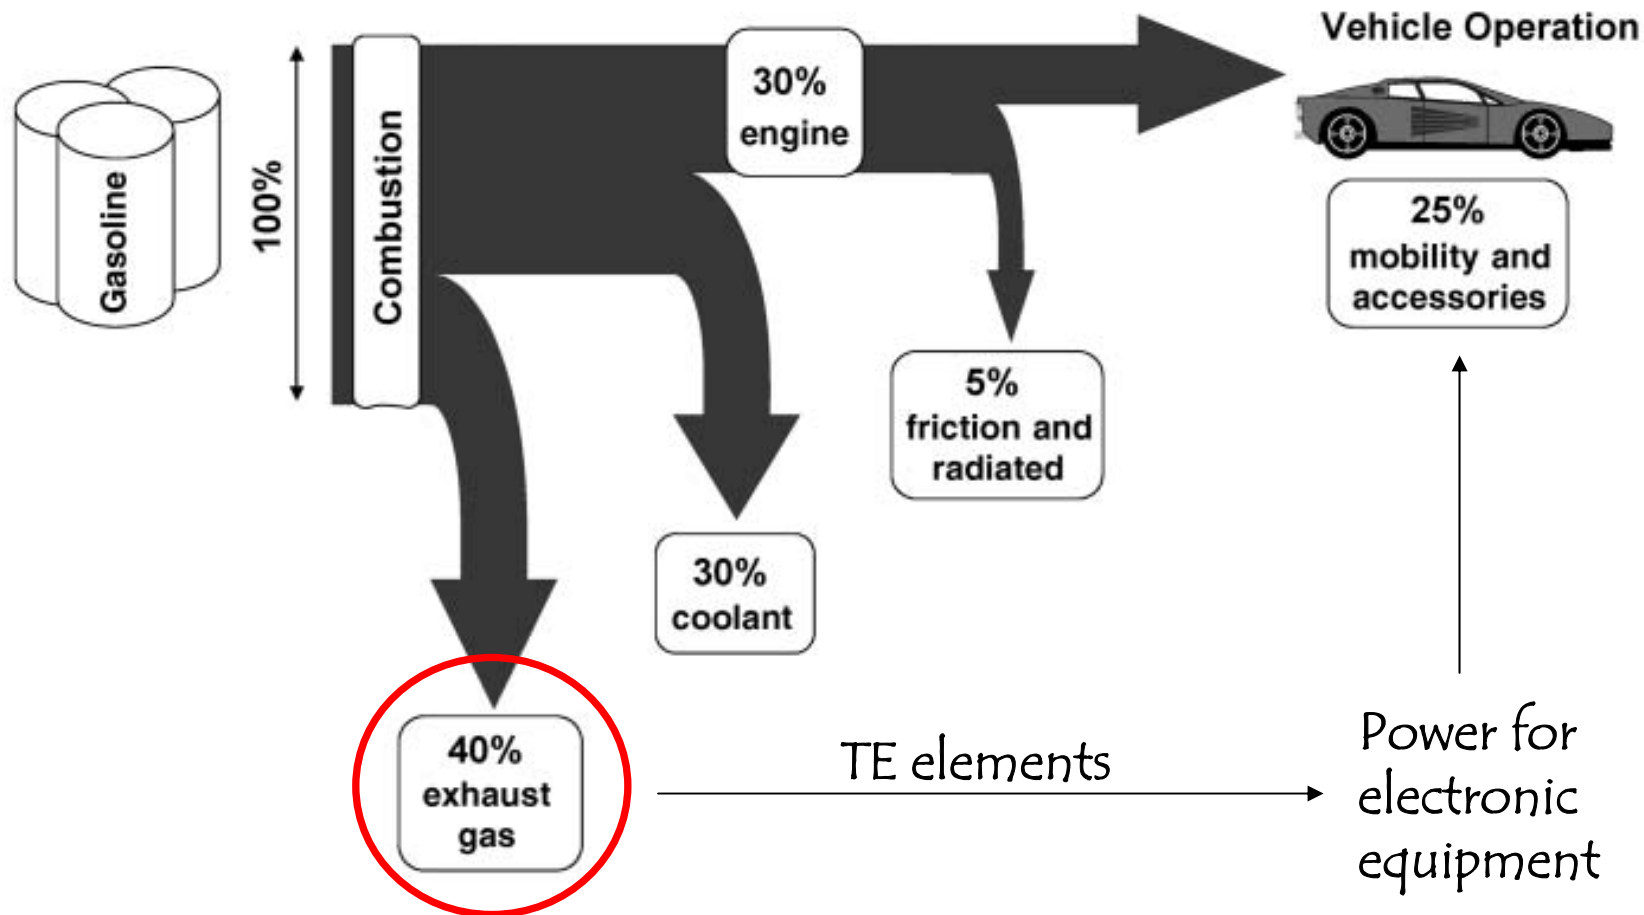 Vehicle Operation
Gasoline
100%
Combustion
30%
engine
25%
mobility and
accessories
5%
friction and
radiated
30%
coolant
40%
exhaust
gas
TE elements
Power for
electronic
equipment